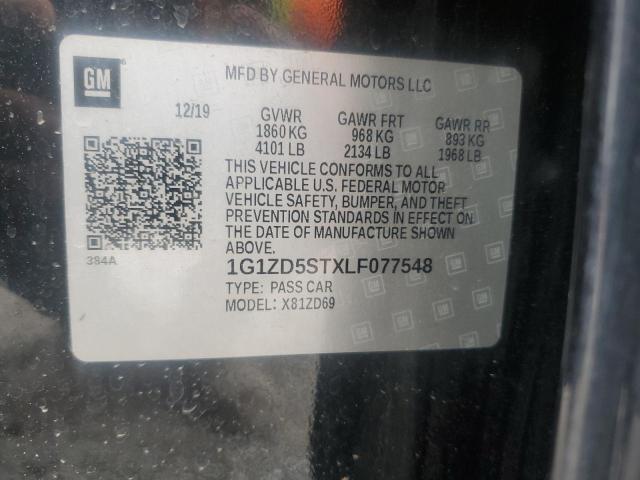 GM
MFD BY GENERAL MOTORS LLC
12/19 GVWR GAWR FRT GAWR RR
1860 KG 968 KG 893 KG
4101 LB 2134 LB 1968 LB
THIS VEHICLE CONFORMS TO ALL
APPLICABLE U.S. FEDERAL MOTOR
VEHICLE SAFETY, BUMPER, AND THEFT
PREVENTION STANDARDS IN EFFECT ON
THE DATE OF MANUFACTURE SHOWN
ABOVE.
384A
1G1ZD5STXLF077548
TYPE: PASS CAR
MODEL: X81ZD69